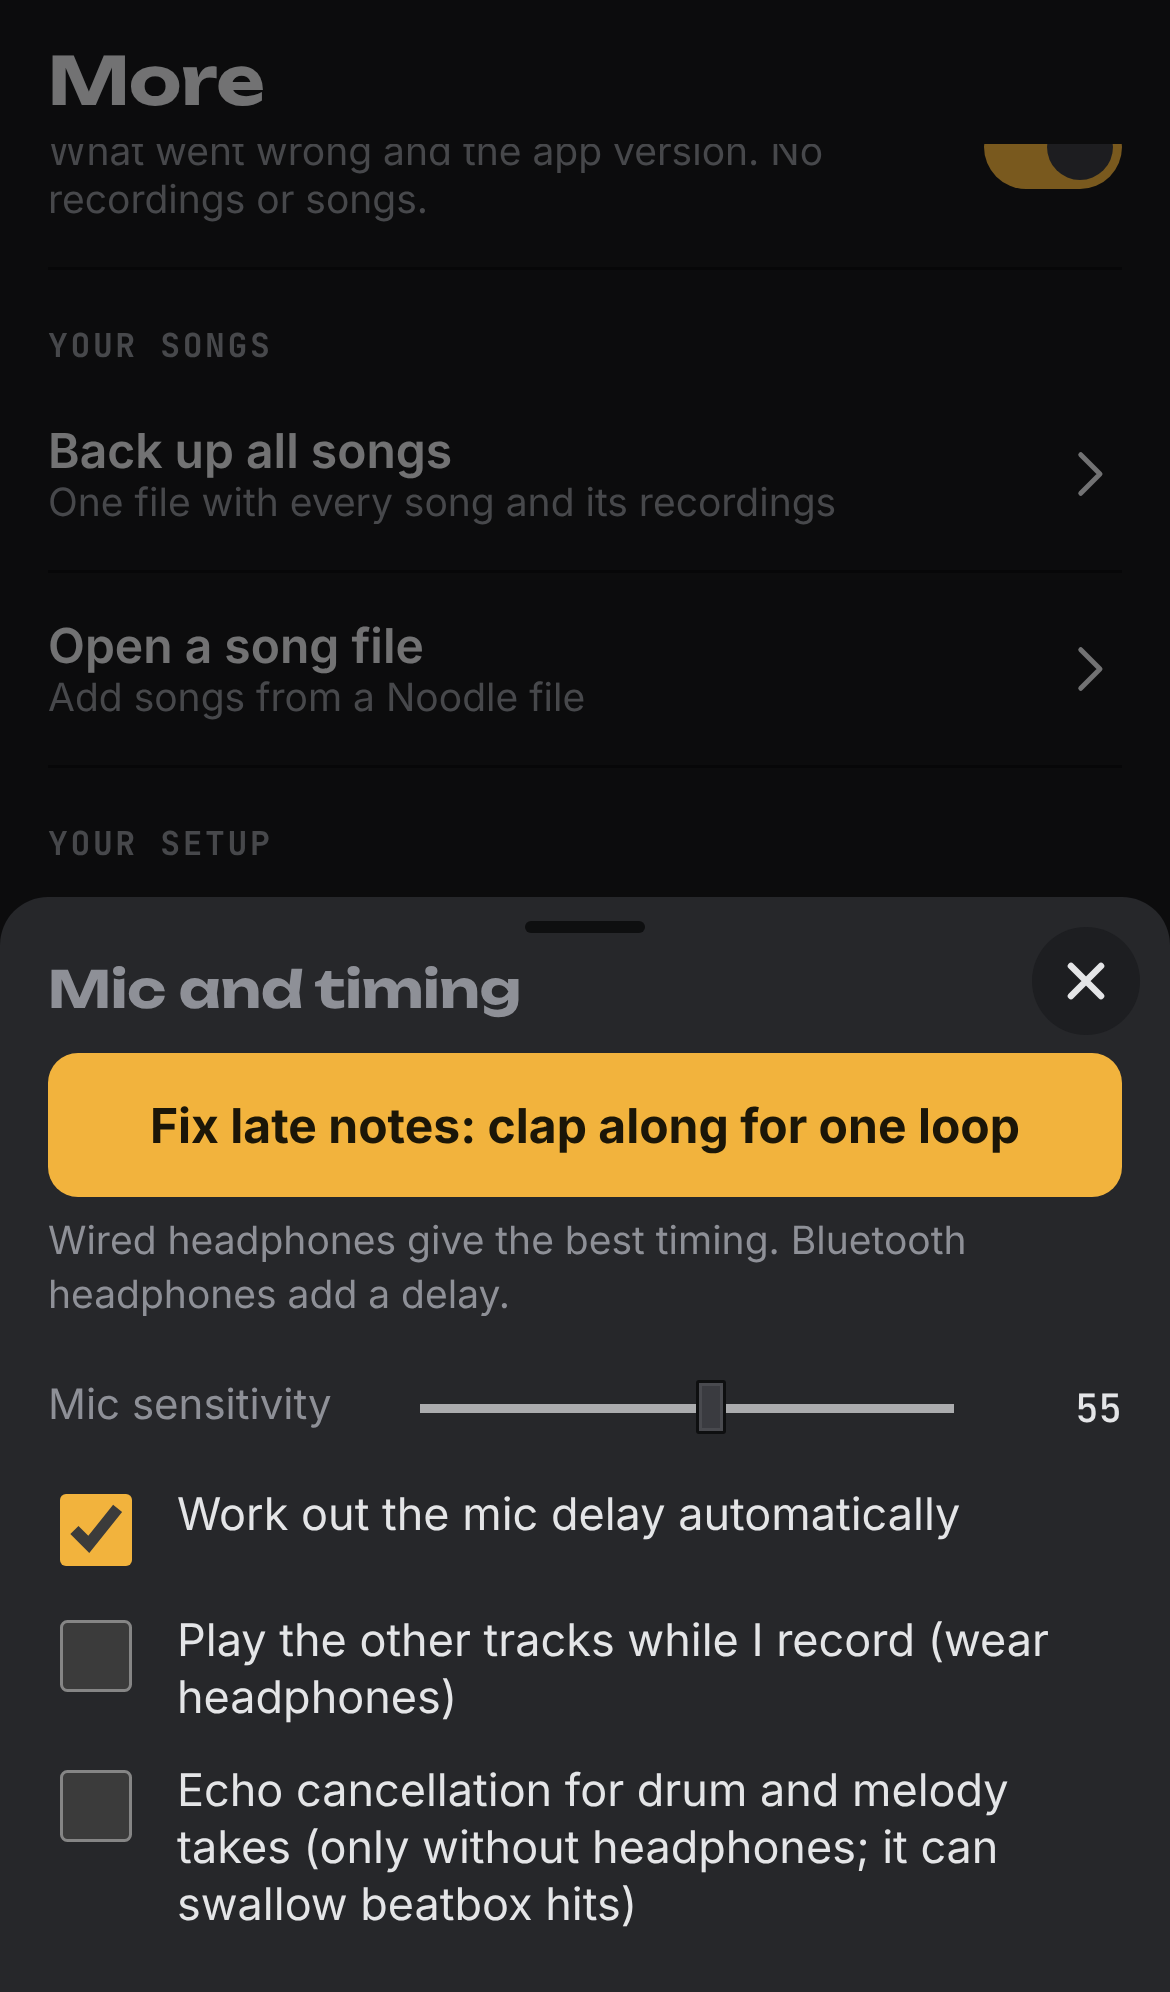 More
What went wrong and the app version. No
recordings or songs.
YOUR SONGS
Back up all songs
One file with every song and its recordings
Open a song file
Add songs from a Noodle file
YOUR SETUP
Mic and timing
Fix late notes: clap along for one loop
Wired headphones give the best timing. Bluetooth
headphones add a delay.
Mic sensitivity 55
Work out the mic delay automatically
Play the other tracks while I record (wear
headphones)
Echo cancellation for drum and melody
takes (only without headphones; it can
swallow beatbox hits)